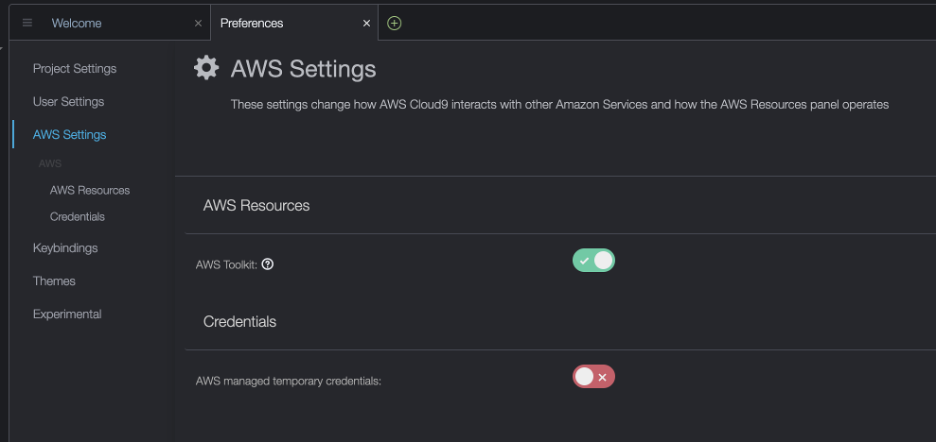 Welcome
Preferences
Project Settings
User Settings
AWS Settings
AWS
AWS Resources
Credentials
Keybindings
Themes
Experimental
AWS Settings
These settings change how AWS Cloud9 interacts with other Amazon Services and how the AWS Resources panel operates
AWS Resources
AWS Toolkit:
Credentials
AWS managed temporary credentials: